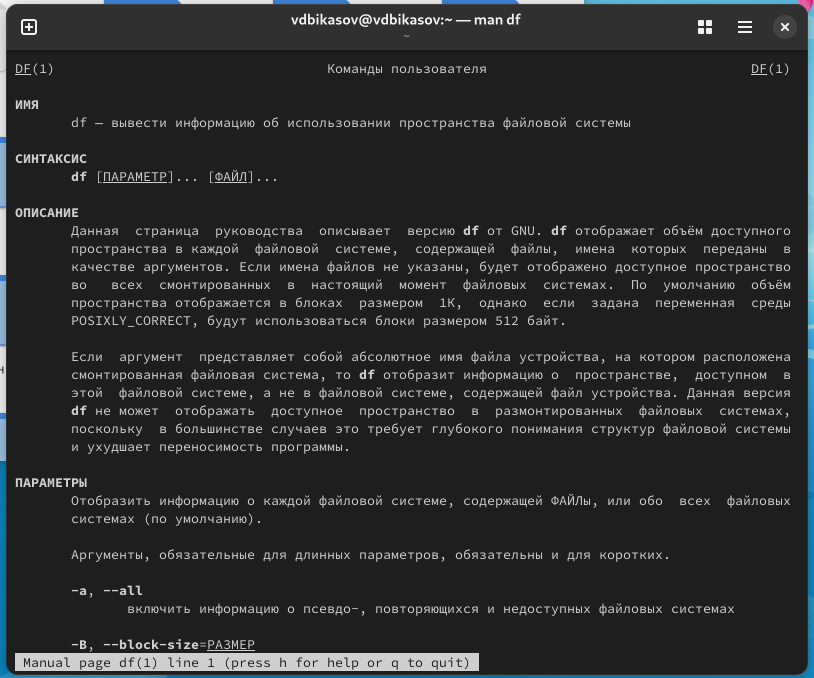 vdbikasov@vdbikasov:~ — man df
~
DF(1) Команды пользователя DF(1)
ИМЯ
df — вывести информацию об использовании пространства файловой системы
СИНТАКСИС
df [ПАРАМЕТР]... [ФАЙЛ]...
ОПИСАНИЕ
Данная страница руководства описывает версию df от GNU. df отображает объём доступного
пространства в каждой файловой системе, содержащей файлы, имена которых переданы в
качестве аргументов. Если имена файлов не указаны, будет отображено доступное пространство
во всех смонтированных в настоящий момент файловых системах. По умолчанию объём
пространства отображается в блоках размером 1K, однако если задана переменная среды
POSIXLY_CORRECT, будут использоваться блоки размером 512 байт.
Если аргумент представляет собой абсолютное имя файла устройства, на котором расположена
смонтированная файловая система, то df отобразит информацию о пространстве, доступном в
этой файловой системе, а не в файловой системе, содержащей файл устройства. Данная версия
df не может отображать доступное пространство в размонтированных файловых системах,
поскольку в большинстве случаев это требует глубокого понимания структур файловой системы
и ухудшает переносимость программы.
ПАРАМЕТРЫ
Отобразить информацию о каждой файловой системе, содержащей ФАЙЛы, или обо всех файловых
системах (по умолчанию).
Аргументы, обязательные для длинных параметров, обязательны и для коротких.
-a, --all
включить информацию о псевдо-, повторяющихся и недоступных файловых системах
-B, --block-size=РАЗМЕР
Manual page df(1) line 1 (press h for help or q to quit)